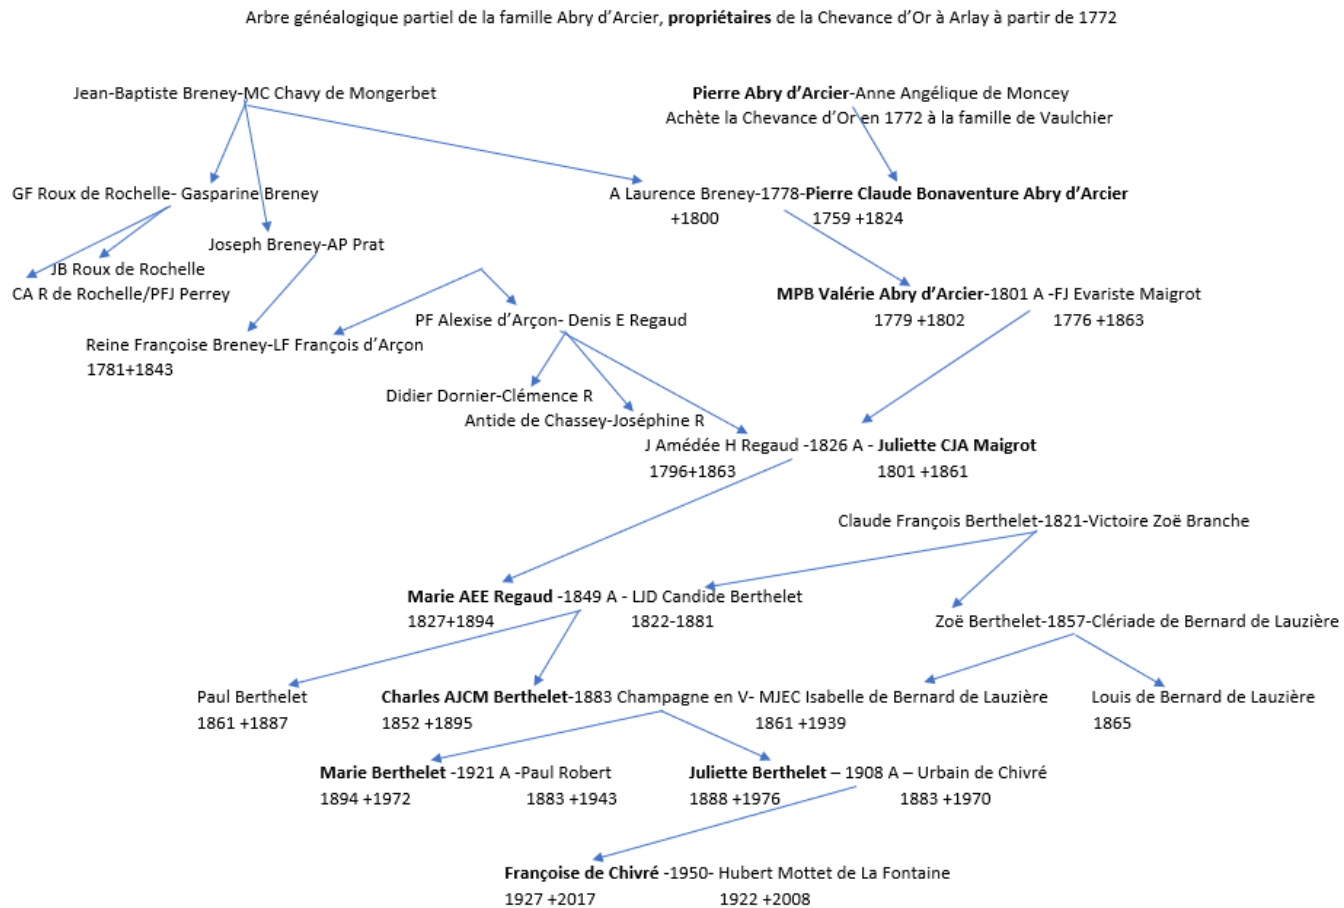 Arbre généalogique partiel de la famille Abry d'Arcier, propriétaires de la Chevance d'Or à Arlay à partir de 1772
Jean-Baptiste Breney-MC Chavy de Mongerbet
Pierre Abry d'Arcier-Anne Angélique de Moncey
Achète la Chevance d'Or en 1772 à la famille de Vaulchier
GF Roux de Rochelle- Gasparine Breney
A Laurence Breney-1778-Pierre Claude Bonaventure Abry d'Arcier
+1800 1759 +1824
Joseph Breney-AP Prat
JB Roux de Rochelle
CA R de Rochelle/PFJ Perrey
MPB Valérie Abry d'Arcier-1801 A -FJ Evariste Maigrot
1779 +1802 1776 +1863
PF Alexise d'Arçon- Denis E Regaud
Reine Françoise Breney-LF François d'Arçon
1781+1843
Didier Dornier-Clémence R
Antide de Chassey-Joséphine R
J Amédée H Regaud -1826 A - Juliette CJA Maigrot
1796+1863 1801 +1861
Claude François Berthelet-1821-Victoire Zoë Branche
Marie AEE Regaud -1849 A - LJD Candide Berthelet
1827+1894 1822-1881
Zoë Berthelet-1857-Clériade de Bernard de Lauzière
Paul Berthelet
1861 +1887
Charles AJCM Berthelet-1883 Champagne en V- MJEC Isabelle de Bernard de Lauzière
1852 +1895 1861 +1939
Louis de Bernard de Lauzière
1865
Marie Berthelet -1921 A -Paul Robert
1894 +1972 1883 +1943
Juliette Berthelet – 1908 A – Urbain de Chivré
1888 +1976 1883 +1970
Françoise de Chivré -1950- Hubert Mottet de La Fontaine
1927 +2017 1922 +2008